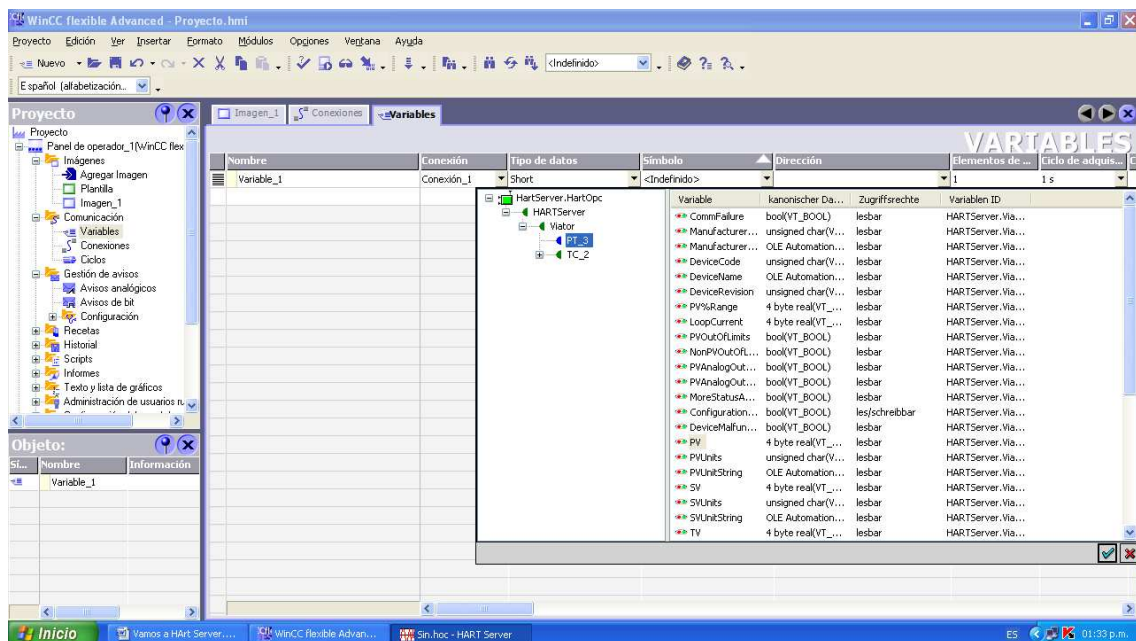 WinCC flexible Advanced - Proyecto.hmi
Proyecto Edición Ver Insertar Formato Módulos Opciones Ventana Ayuda
Nuevo <Indefinido>
Español (alfabetización...
Proyecto
Imagen_1 Conexiones Variables
Proyecto
Panel de operador_1(WinCC flex
Imágenes
Agregar Imagen
Plantilla
Imagen_1
Comunicación
Variables
Conexiones
Ciclos
Gestión de avisos
Avisos analógicos
Avisos de bit
Configuración
Recetas
Historial
Scripts
Informes
Texto y lista de gráficos
Administración de usuarios ru
VARIABLES
Nombre Conexión Tipo de datos Símbolo Dirección Elementos de ... Ciclo de adquis...
Variable_1 Conexión_1 Short <Indefinido> 1 1 s
HartServer.HartOpc
HARTServer
Viator
PT_3
TC_2
Variable kanonischer Da... Zugriffsrechte Variablen ID
CommFailure bool(VT_BOOL) lesbar HARTServer.Via...
Manufacturer... unsigned char(V... lesbar HARTServer.Via...
Manufacturer... OLE Automation... lesbar HARTServer.Via...
DeviceCode unsigned char(V... lesbar HARTServer.Via...
DeviceName OLE Automation... lesbar HARTServer.Via...
DeviceRevision unsigned char(V... lesbar HARTServer.Via...
PV%Range 4 byte real(VT_... lesbar HARTServer.Via...
LoopCurrent 4 byte real(VT_... lesbar HARTServer.Via...
PVOutOfLimits bool(VT_BOOL) lesbar HARTServer.Via...
NonPVOutOfL... bool(VT_BOOL) lesbar HARTServer.Via...
PVAnalogOut... bool(VT_BOOL) lesbar HARTServer.Via...
PVAnalogOut... bool(VT_BOOL) lesbar HARTServer.Via...
MoreStatusA... bool(VT_BOOL) lesbar HARTServer.Via...
Configuration... bool(VT_BOOL) les/schreibbar HARTServer.Via...
DeviceMalfun... bool(VT_BOOL) lesbar HARTServer.Via...
PV 4 byte real(VT_... lesbar HARTServer.Via...
PVUnits unsigned char(V... lesbar HARTServer.Via...
PVUnitString OLE Automation... lesbar HARTServer.Via...
SV 4 byte real(VT_... lesbar HARTServer.Via...
SVUnits unsigned char(V... lesbar HARTServer.Via...
SVUnitString OLE Automation... lesbar HARTServer.Via...
TV 4 byte real(VT_... lesbar HARTServer.Via...
Objeto:
Sí... Nombre Información
Variable_1
Inicio Vamos a HArt Server.... WinCC flexible Advan... Sin.hoc - HART Server ES 01:33 p.m.